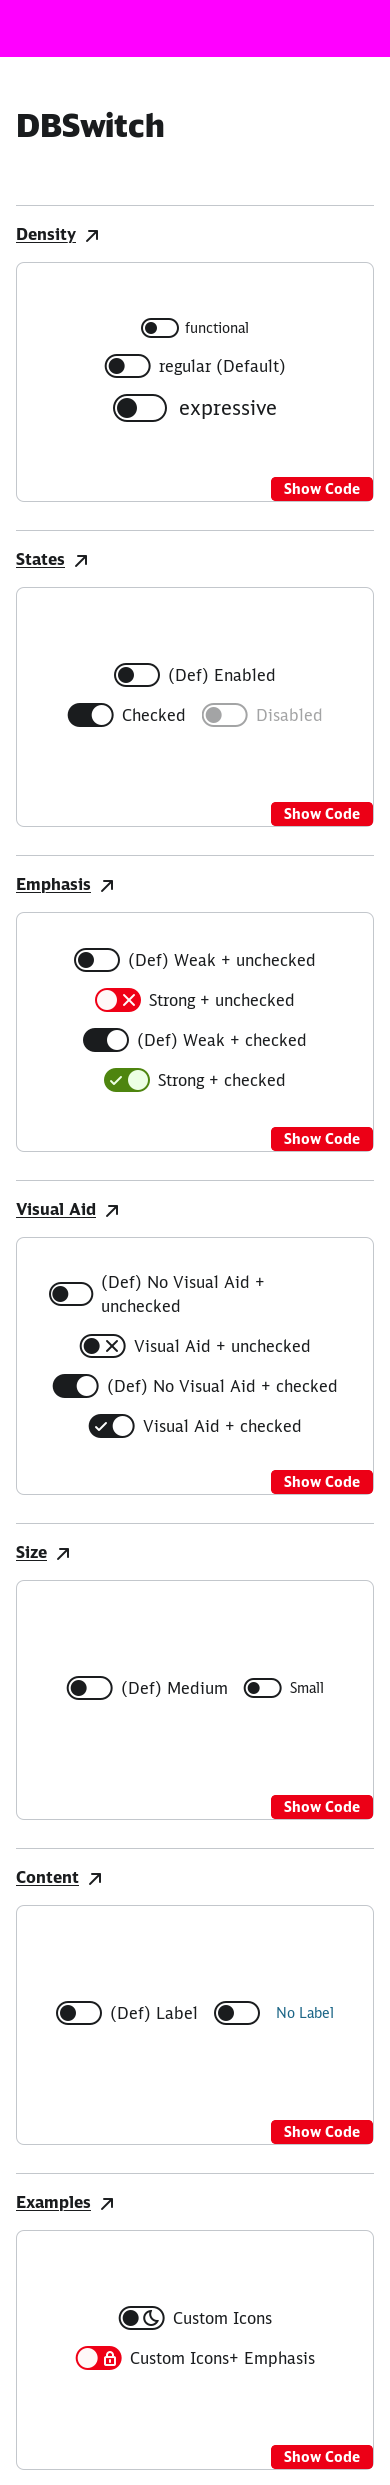 DBSwitch
Density
functional
regular (Default)
expressive
Show Code
States
(Def) Enabled
Checked Disabled
Show Code
Emphasis
(Def) Weak + unchecked
Strong + unchecked
(Def) Weak + checked
Strong + checked
Show Code
Visual Aid
(Def) No Visual Aid +
unchecked
Visual Aid + unchecked
(Def) No Visual Aid + checked
Visual Aid + checked
Show Code
Size
(Def) Medium Small
Show Code
Content
(Def) Label No Label
Show Code
Examples
Custom Icons
Custom Icons+ Emphasis
Show Code